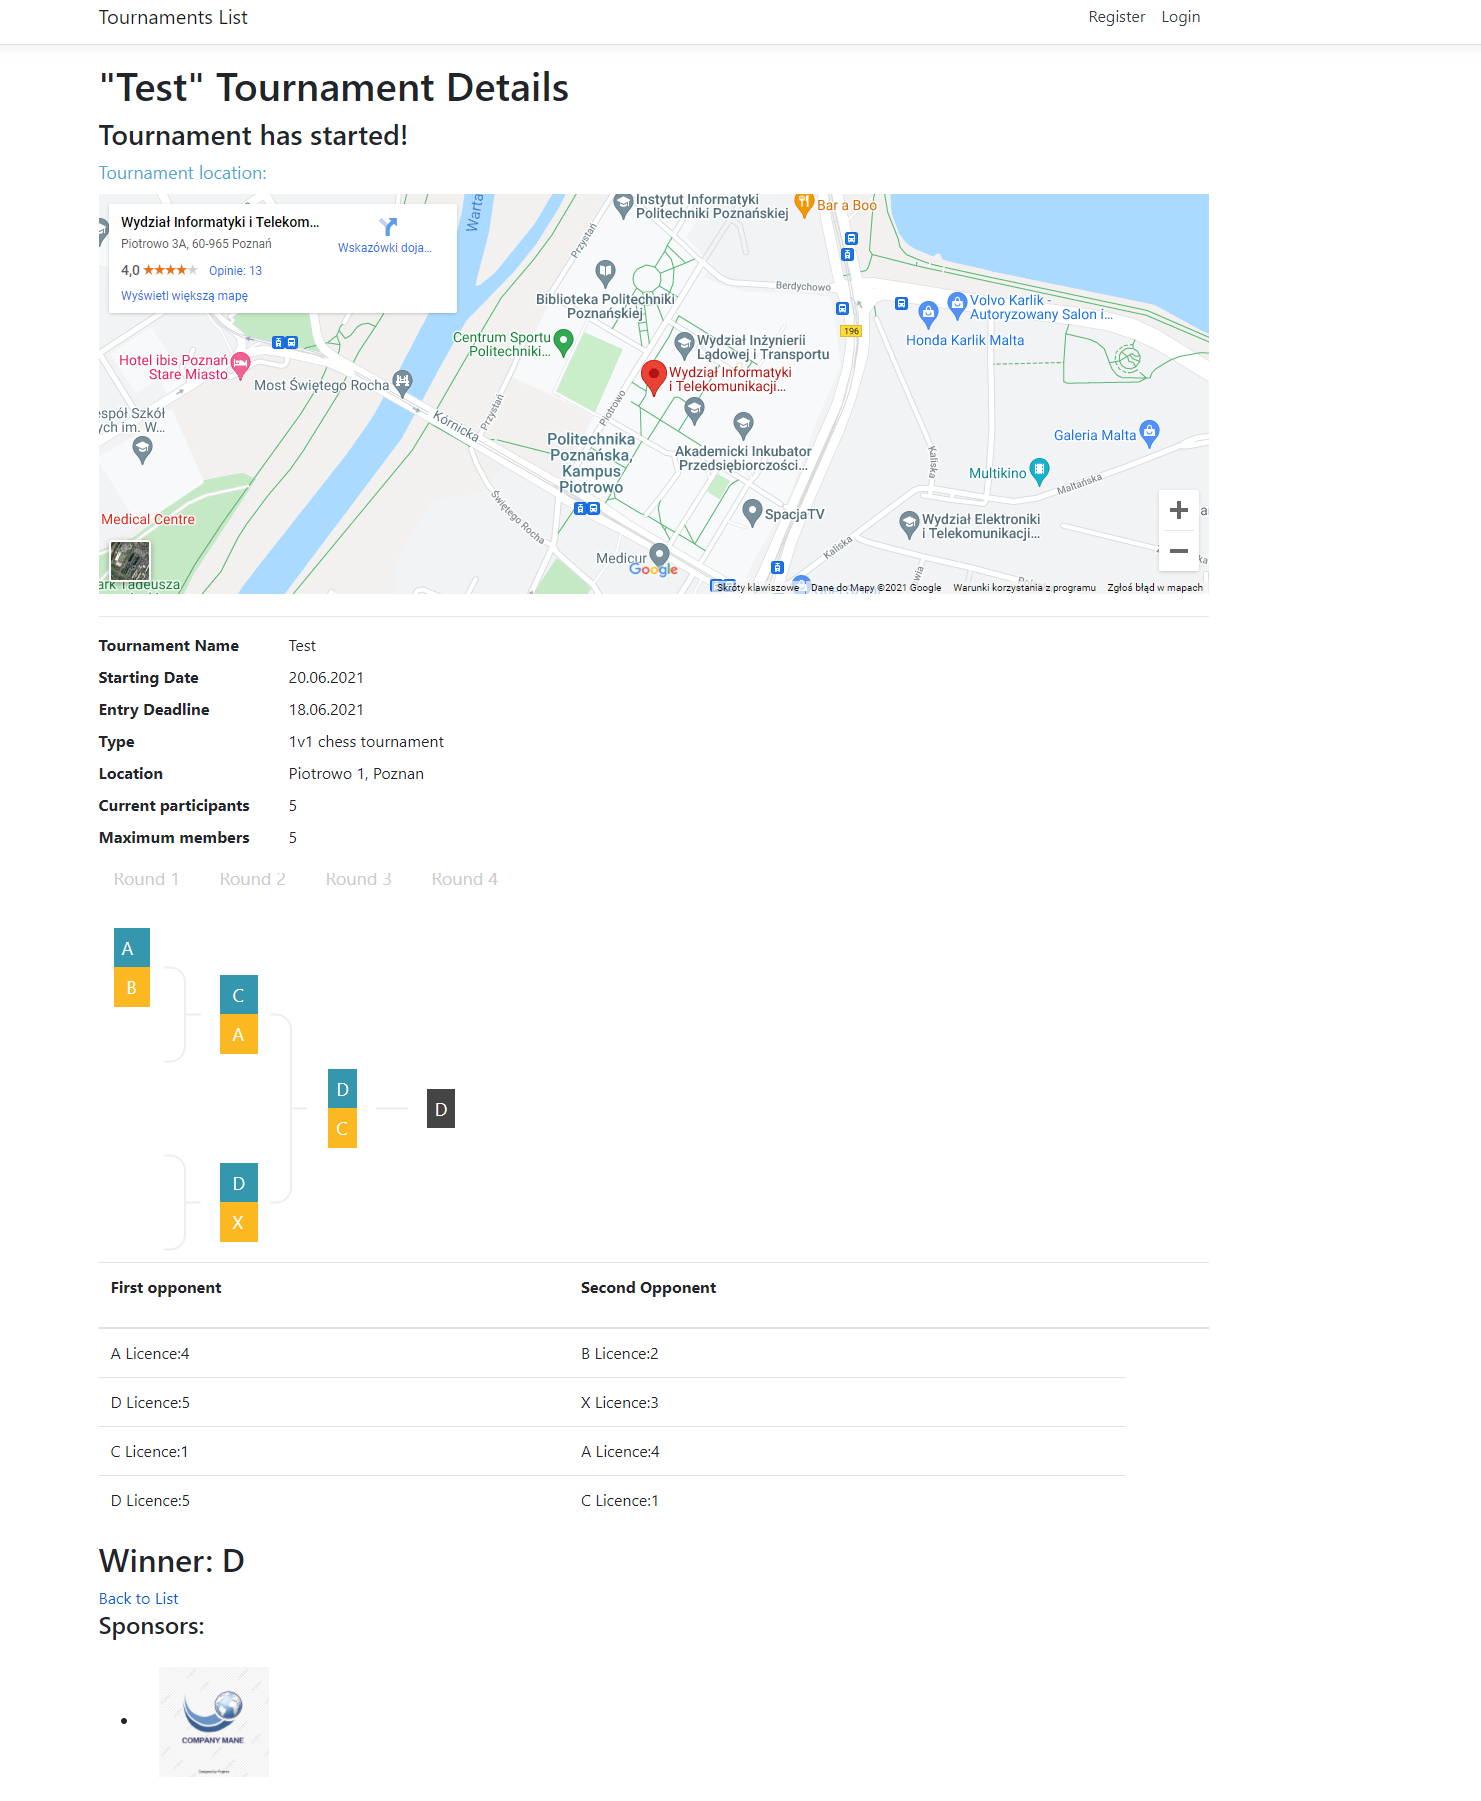 Tournaments List
Register Login
"Test" Tournament Details
Tournament has started!
Tournament location:
Wydział Informatyki i Telekom...
Piotrowo 3A, 60-965 Poznań
4,0
Opinie: 13
Wyświetl większą mapę
Wskazówki doja...
Warta
Przystań
Instytut Informatyki
Politechniki Poznańskiej
Bar a Boo
Berdychowo
Biblioteka Politechniki
Poznańskiej
Volvo Karlik -
Autoryzowany Salon i...
Honda Karlik Malta
196
Centrum Sportu
Politechniki...
Wydział Inżynierii
Lądowej i Transportu
Wydział Informatyki
i Telekomunikacji...
Hotel ibis Poznań
Stare Miasto
Most Świętego Rocha
espół Szkół
ych im. W...
Kórnicka
Przystań
Piotrowo
Politechnika
Poznańska,
Kampus
Piotrowo
Akademicki Inkubator
Przedsiębiorczości...
Galeria Malta
Kaliska
Multikino
Maltańska
Świętego Rocha
SpacjaTV
Wydział Elektroniki
i Telekomunikacji...
Kaliska
Medical Centre
Medicur
ark Tadeusza
Google
Skróty klawiszowe
Dane do Mapy ©2021 Google
Warunki korzystania z programu
Zgłoś błąd w mapach
Tournament Name Test
Starting Date 20.06.2021
Entry Deadline 18.06.2021
Type 1v1 chess tournament
Location Piotrowo 1, Poznan
Current participants 5
Maximum members 5
Round 1 Round 2 Round 3 Round 4
A
B
C
A
D
C
D
D
X
First opponent Second Opponent
A Licence:4 B Licence:2
D Licence:5 X Licence:3
C Licence:1 A Licence:4
D Licence:5 C Licence:1
Winner: D
Back to List
Sponsors:
COMPANY MANE